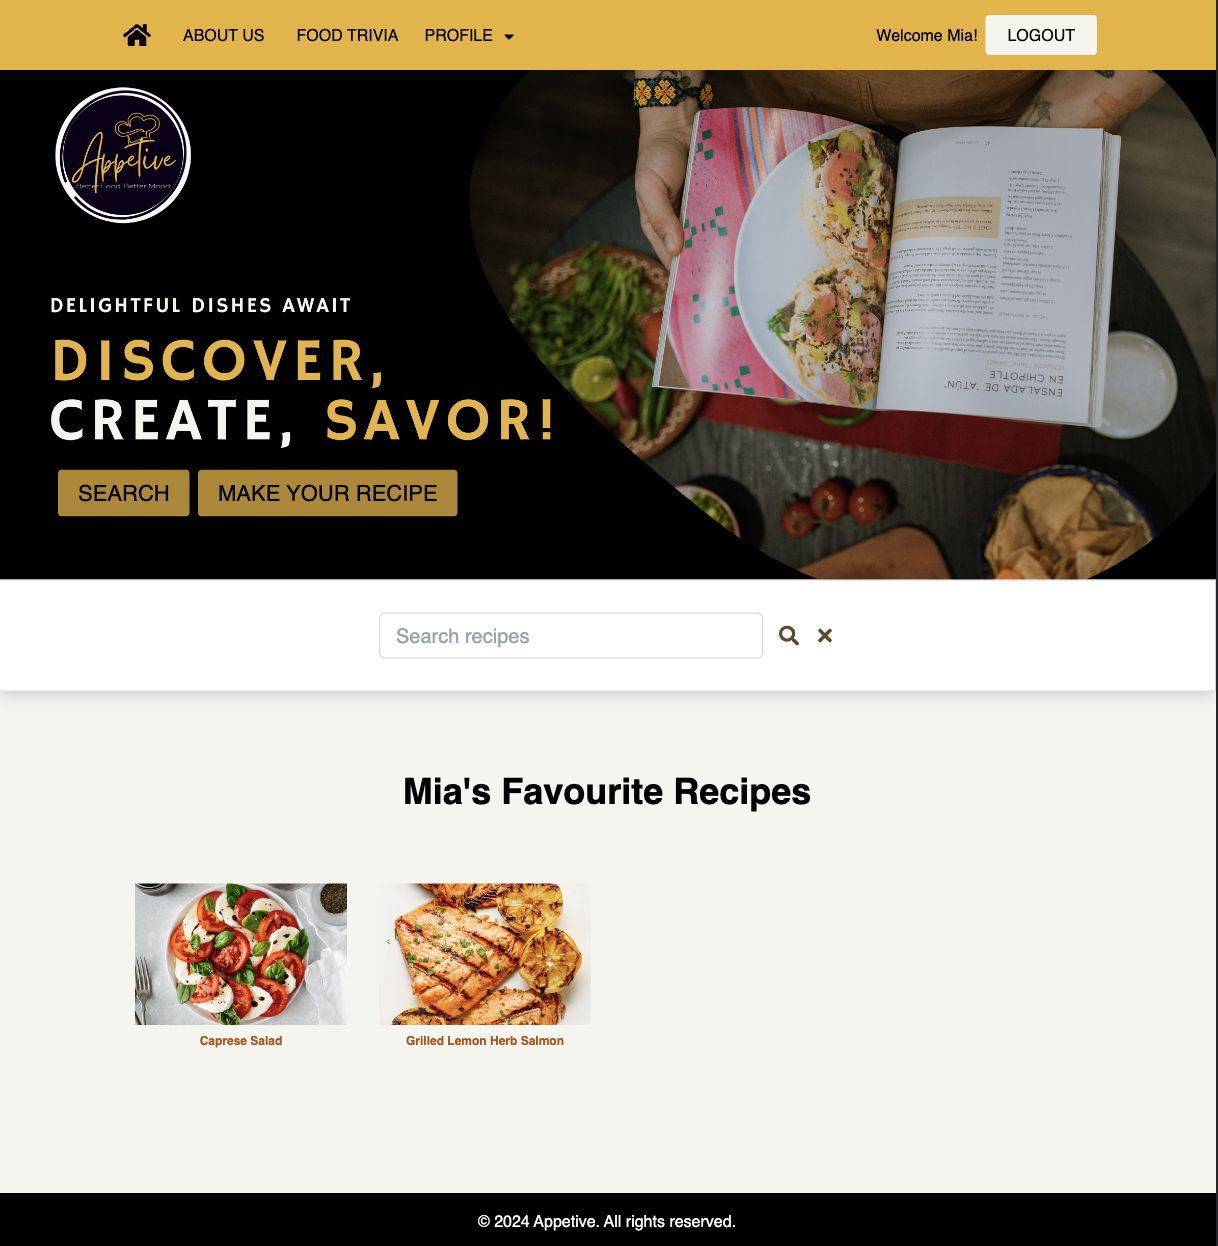 ABOUT US
FOOD TRIVIA
PROFILE
Welcome Mia!
LOGOUT
Appetive
Better Food Better Mood
DELIGHTFUL DISHES AWAIT
DISCOVER,
CREATE, SAVOR!
SEARCH
MAKE YOUR RECIPE
ENSALADA DE "ATÚN"
EN CHIPOTLE
Search recipes
Mia's Favourite Recipes
Caprese Salad
Grilled Lemon Herb Salmon
© 2024 Appetive. All rights reserved.